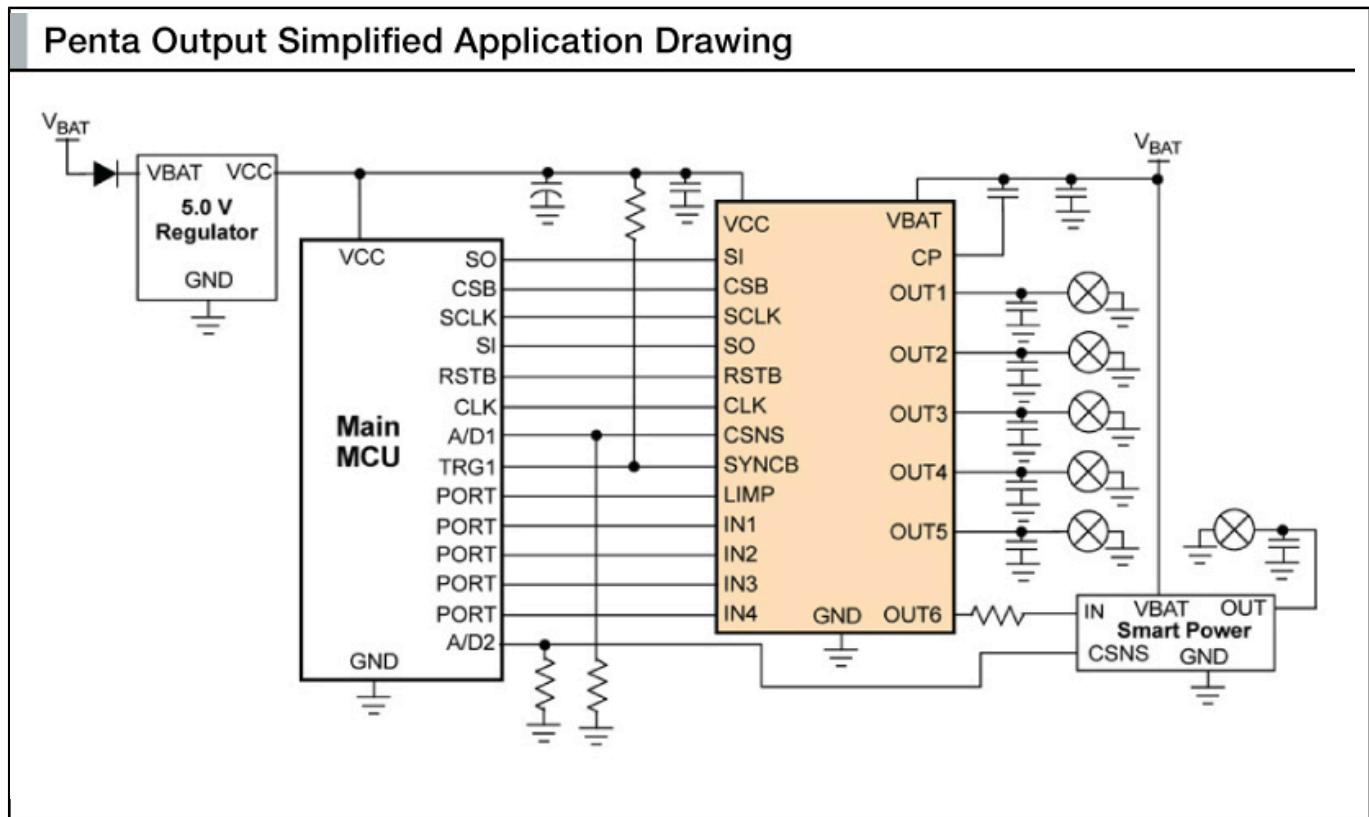 Penta Output Simplified Application Drawing
VBAT
VBAT VCC
5.0 V
Regulator
GND
VCC
SO
CSB
SCLK
SI
RSTB
CLK
A/D1
TRG1
PORT
PORT
PORT
PORT
PORT
A/D2
Main
MCU
GND
VCC
SI
CSB
SCLK
SO
RSTB
CLK
CSNS
SYNCB
LIMP
IN1
IN2
IN3
IN4
GND
VBAT
CP
OUT1
OUT2
OUT3
OUT4
OUT5
OUT6
VBAT
IN VBAT OUT
Smart Power
CSNS GND